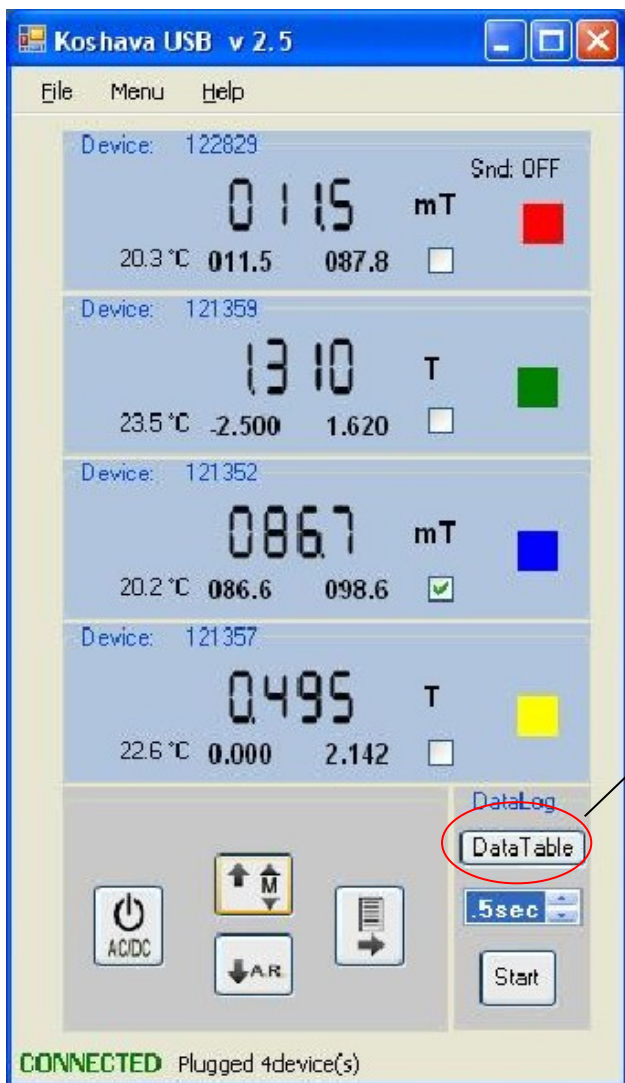 Koshava USB v 2.5
File Menu Help
Device: 122829
Snd: OFF
011.5 mT
20.3 °C 011.5 087.8
Device: 121359
1.310 T
23.5 °C -2.500 1.620
Device: 121352
086.7 mT
20.2 °C 086.6 098.6
Device: 121357
0.495 T
22.6 °C 0.000 2.142
DataLog
DataTable
M
.5sec
AC/DC
A.R.
Start
CONNECTED Plugged 4device(s)